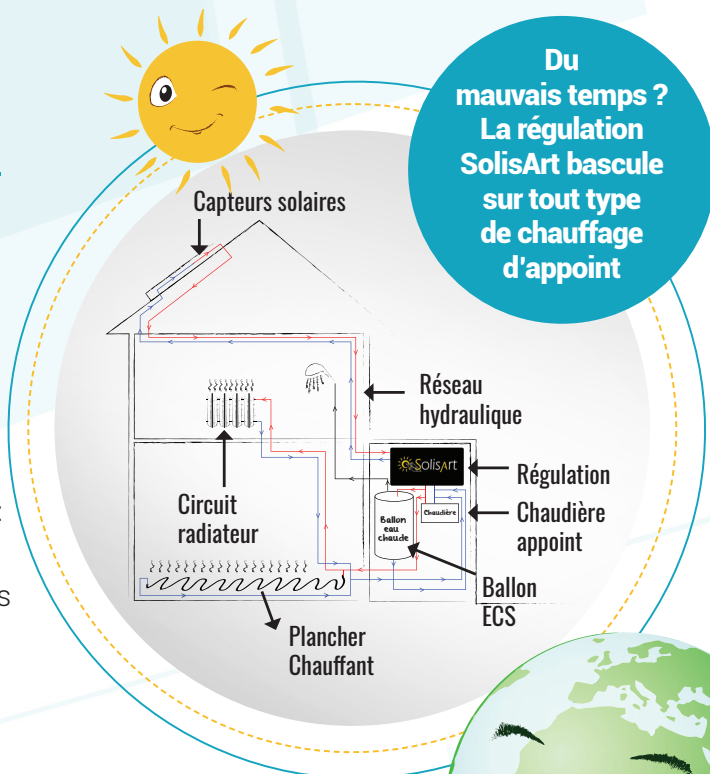 Du
mauvais temps ?
La régulation
SolisArt bascule
sur tout type
de chauffage
d'appoint
Capteurs solaires
Réseau
hydraulique
SolisArt
Régulation
Circuit
radiateur
Ballon
eau
chaude
Chaudière
Chaudière
appoint
Ballon
ECS
Plancher
Chauffant